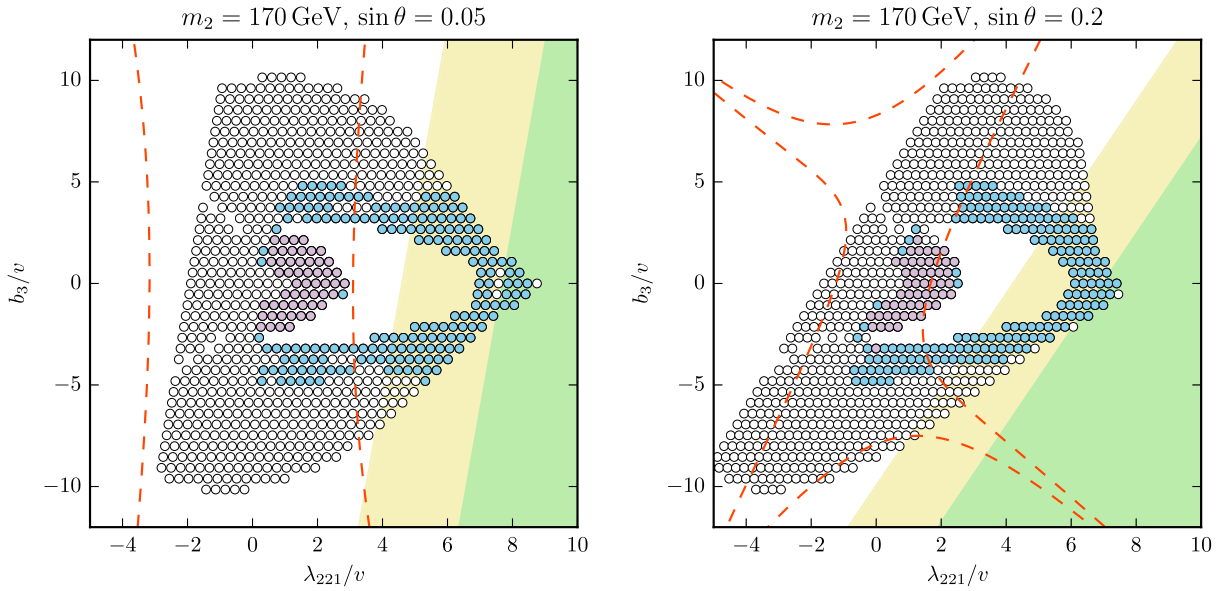 m₂ = 170 GeV, sin θ = 0.05
10
5
0
−5
−10
b₃/v
−4 −2 0 2 4 6 8 10
λ₂₂₁/v
m₂ = 170 GeV, sin θ = 0.2
10
5
0
−5
−10
b₃/v
−4 −2 0 2 4 6 8 10
λ₂₂₁/v